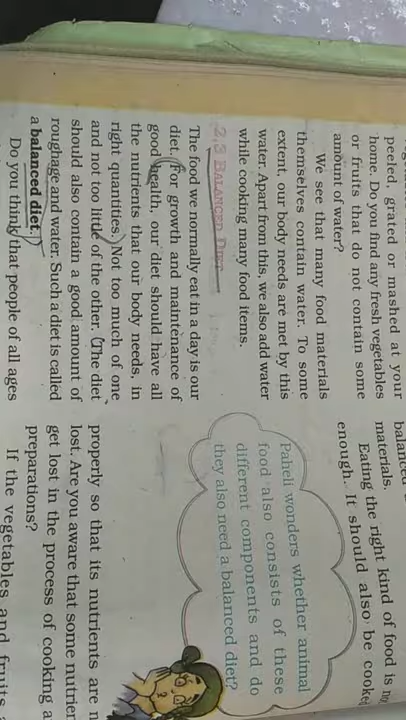 peeled, grated or mashed at your
home. Do you find any fresh vegetables
or fruits that do not contain some
amount of water?
We see that many food materials
themselves contain water. To some
extent, our body needs are met by this
water. Apart from this, we also add water
while cooking many food items.
2.3 BALANCED DIET
The food we normally eat in a day is our
diet. For growth and maintenance of
good health, our diet should have all
the nutrients that our body needs, in
right quantities. Not too much of one
and not too little of the other. The diet
should also contain a good amount of
roughage and water. Such a diet is called
a balanced diet.
Do you think that people of all ages
balanced
materials.
Eating the right kind of food is
enough. It should also be
Paheli wonders whether animal
food also consists of these
different components and do
they also need a balanced diet?
properly so that its nutrients are
lost. Are you aware that some
get lost in the process of cooking
preparations?
If the vegetables and fruits